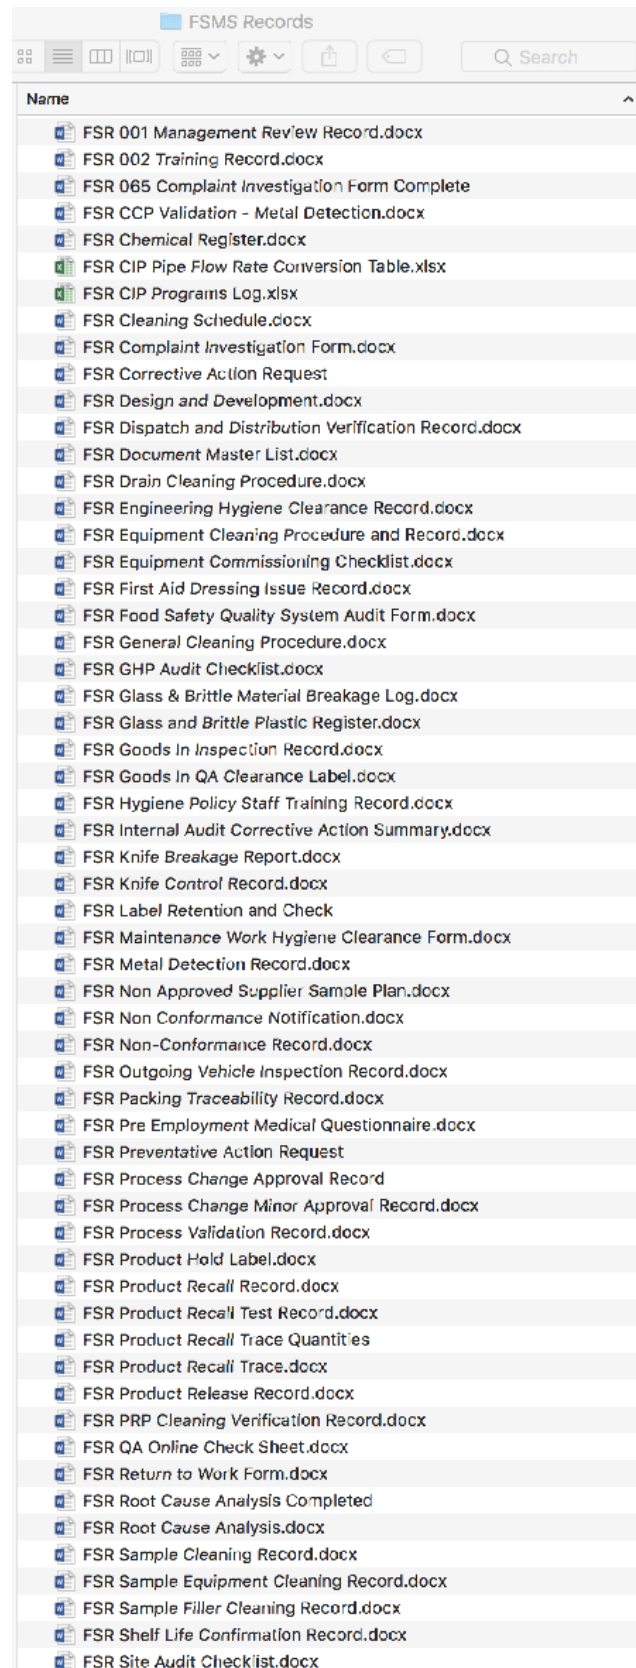 FSMS Records
Search
Name
FSR 001 Management Review Record.docx
FSR 002 Training Record.docx
FSR 065 Complaint Investigation Form Complete
FSR CCP Validation - Metal Detection.docx
FSR Chemical Register.docx
FSR CIP Pipe Flow Rate Conversion Table.xlsx
FSR CIP Programs Log.xlsx
FSR Cleaning Schedule.docx
FSR Complaint Investigation Form.docx
FSR Corrective Action Request
FSR Design and Development.docx
FSR Dispatch and Distribution Verification Record.docx
FSR Document Master List.docx
FSR Drain Cleaning Procedure.docx
FSR Engineering Hygiene Clearance Record.docx
FSR Equipment Cleaning Procedure and Record.docx
FSR Equipment Commissioning Checklist.docx
FSR First Aid Dressing Issue Record.docx
FSR Food Safety Quality System Audit Form.docx
FSR General Cleaning Procedure.docx
FSR GHP Audit Checklist.docx
FSR Glass & Brittle Material Breakage Log.docx
FSR Glass and Brittle Plastic Register.docx
FSR Goods In Inspection Record.docx
FSR Goods In QA Clearance Label.docx
FSR Hygiene Policy Staff Training Record.docx
FSR Internal Audit Corrective Action Summary.docx
FSR Knife Breakage Report.docx
FSR Knife Control Record.docx
FSR Label Retention and Check
FSR Maintenance Work Hygiene Clearance Form.docx
FSR Metal Detection Record.docx
FSR Non Approved Supplier Sample Plan.docx
FSR Non Conformance Notification.docx
FSR Non-Conformance Record.docx
FSR Outgoing Vehicle Inspection Record.docx
FSR Packing Traceability Record.docx
FSR Pre Employment Medical Questionnaire.docx
FSR Preventative Action Request
FSR Process Change Approval Record
FSR Process Change Minor Approval Record.docx
FSR Process Validation Record.docx
FSR Product Hold Label.docx
FSR Product Recall Record.docx
FSR Product Recall Test Record.docx
FSR Product Recall Trace Quantities
FSR Product Recall Trace.docx
FSR Product Release Record.docx
FSR PRP Cleaning Verification Record.docx
FSR QA Online Check Sheet.docx
FSR Return to Work Form.docx
FSR Root Cause Analysis Completed
FSR Root Cause Analysis.docx
FSR Sample Cleaning Record.docx
FSR Sample Equipment Cleaning Record.docx
FSR Sample Filler Cleaning Record.docx
FSR Shelf Life Confirmation Record.docx
FSR Site Audit Checklist.docx